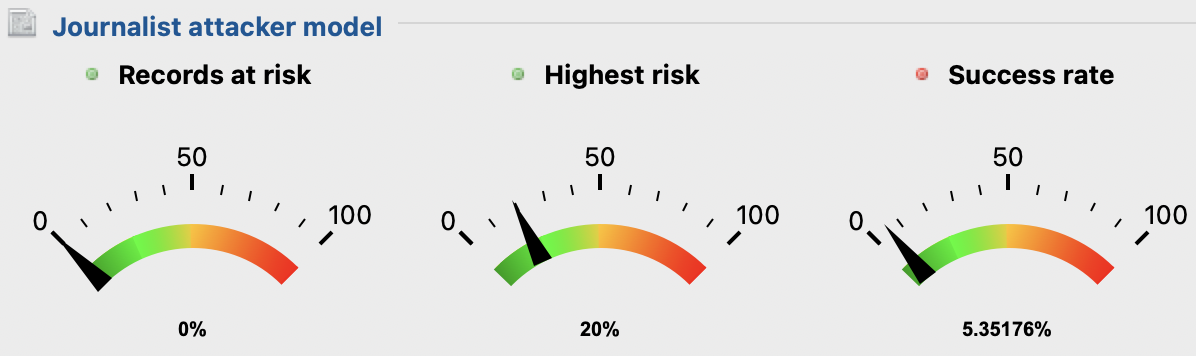 Journalist attacker model
Records at risk Highest risk Success rate
50 50 50
0 100 0 100 0 100
0% 20% 5.35176%